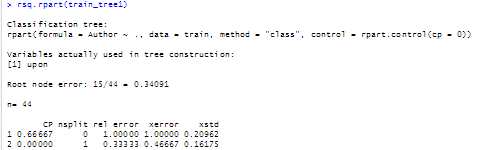 > rsq.rpart(train_tree1)
Classification tree:
rpart(formula = Author ~ ., data = train, method = "class", control = rpart.control(cp = 0))
Variables actually used in tree construction:
[1] upon
Root node error: 15/44 = 0.34091
n= 44
CP nsplit rel error xerror xstd
1 0.66667 0 1.00000 1.00000 0.20962
2 0.00000 1 0.33333 0.46667 0.16175